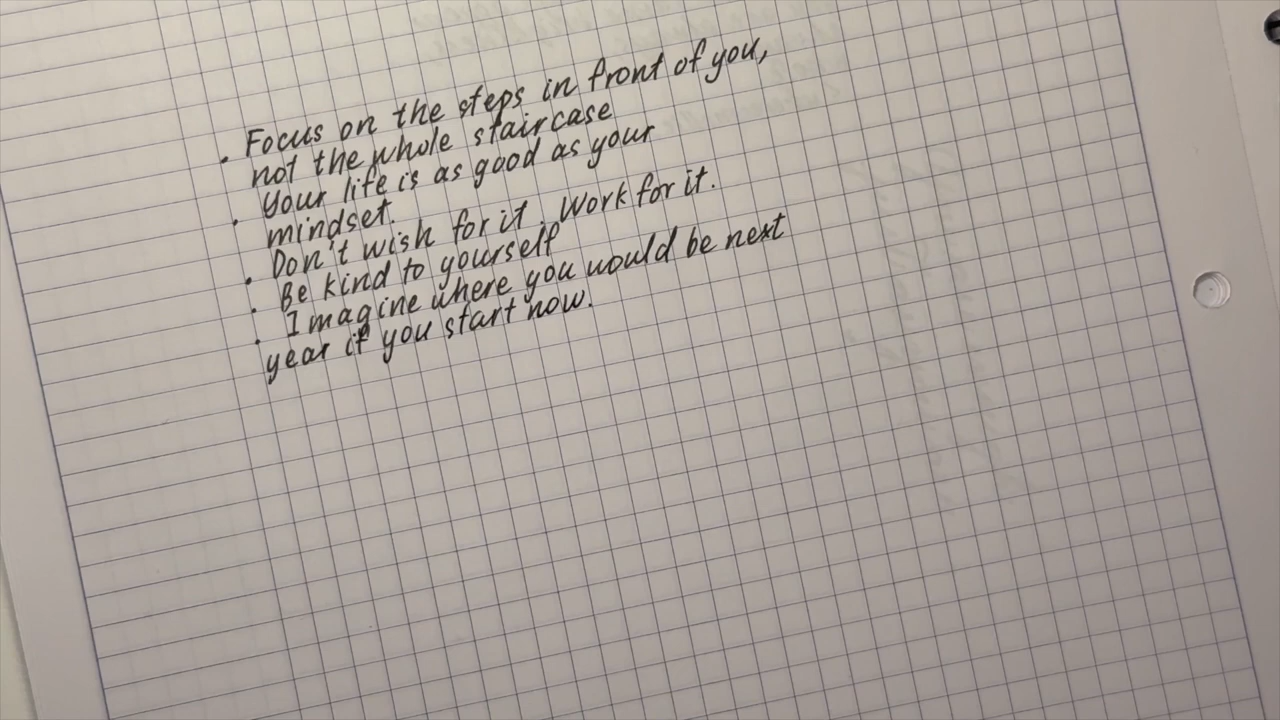 . Focus on the steps in front of you,
not the whole staircase
. Your life is as good as your
mindset.
. Don't wish for it. Work for it.
. Be kind to yourself
. Imagine where you would be next
year if you start now.